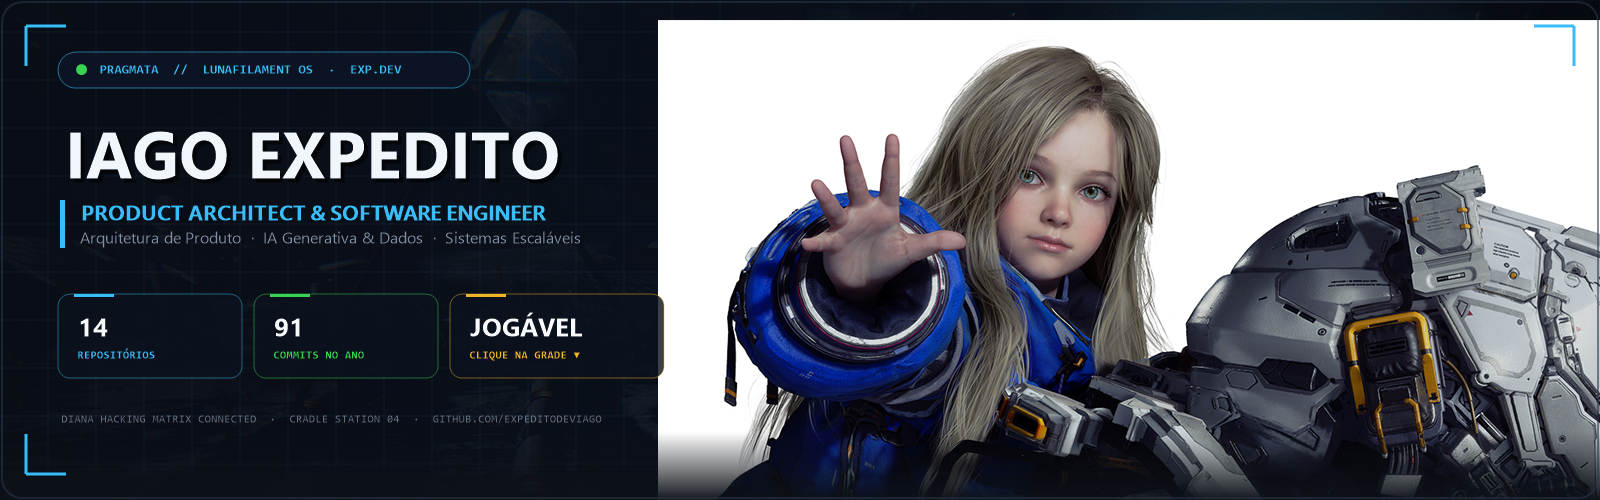 PRAGMATA // LUNAFILAMENT OS · EXP.DEV
IAGO EXPEDITO
PRODUCT ARCHITECT & SOFTWARE ENGINEER
Arquitetura de Produto · IA Generativa & Dados · Sistemas Escaláveis
14
REPOSITÓRIOS
91
COMMITS NO ANO
JOGÁVEL
CLIQUE NA GRADE ▼
DIANA HACKING MATRIX CONNECTED · CRADLE STATION 04 · GITHUB.COM/EXPEDITODEVIAGO